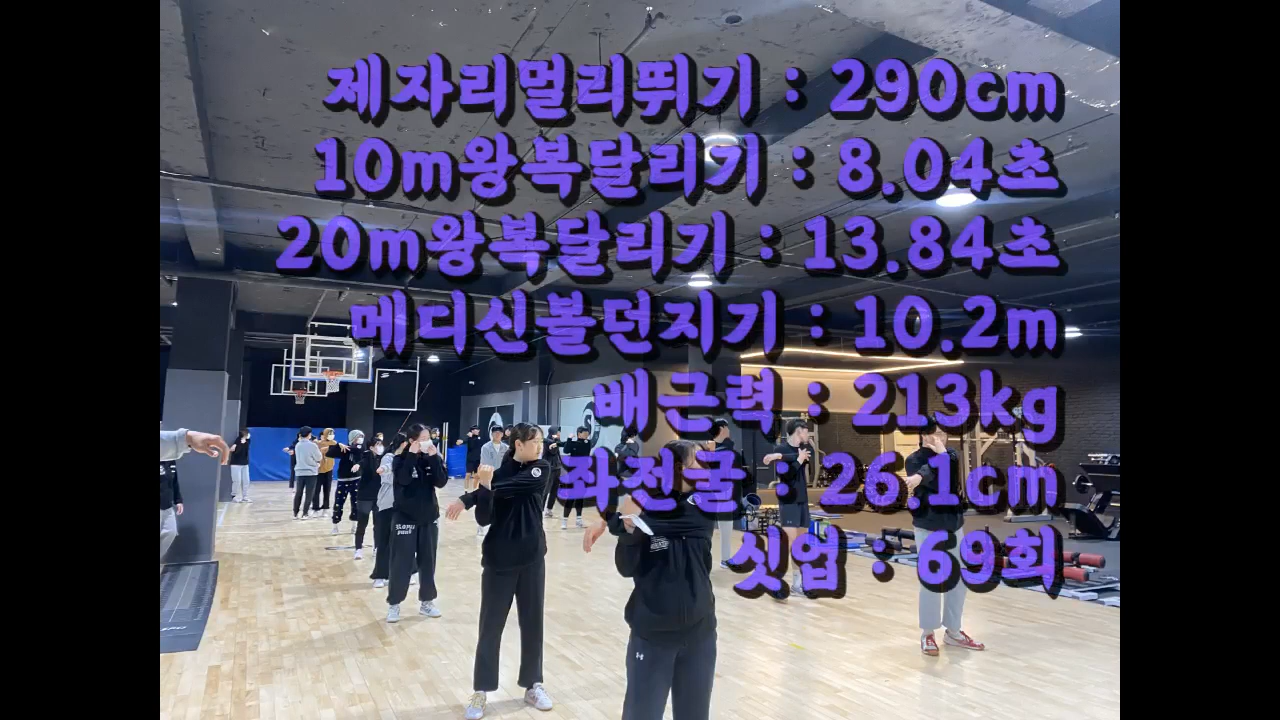 제자리멀리뛰기 : 290cm
10m왕복달리기 : 8.04초
20m왕복달리기 : 13.84초
메디신볼던지기 : 10.2m
배근력 : 213kg
좌전굴 : 26.1cm
싯업 : 69회